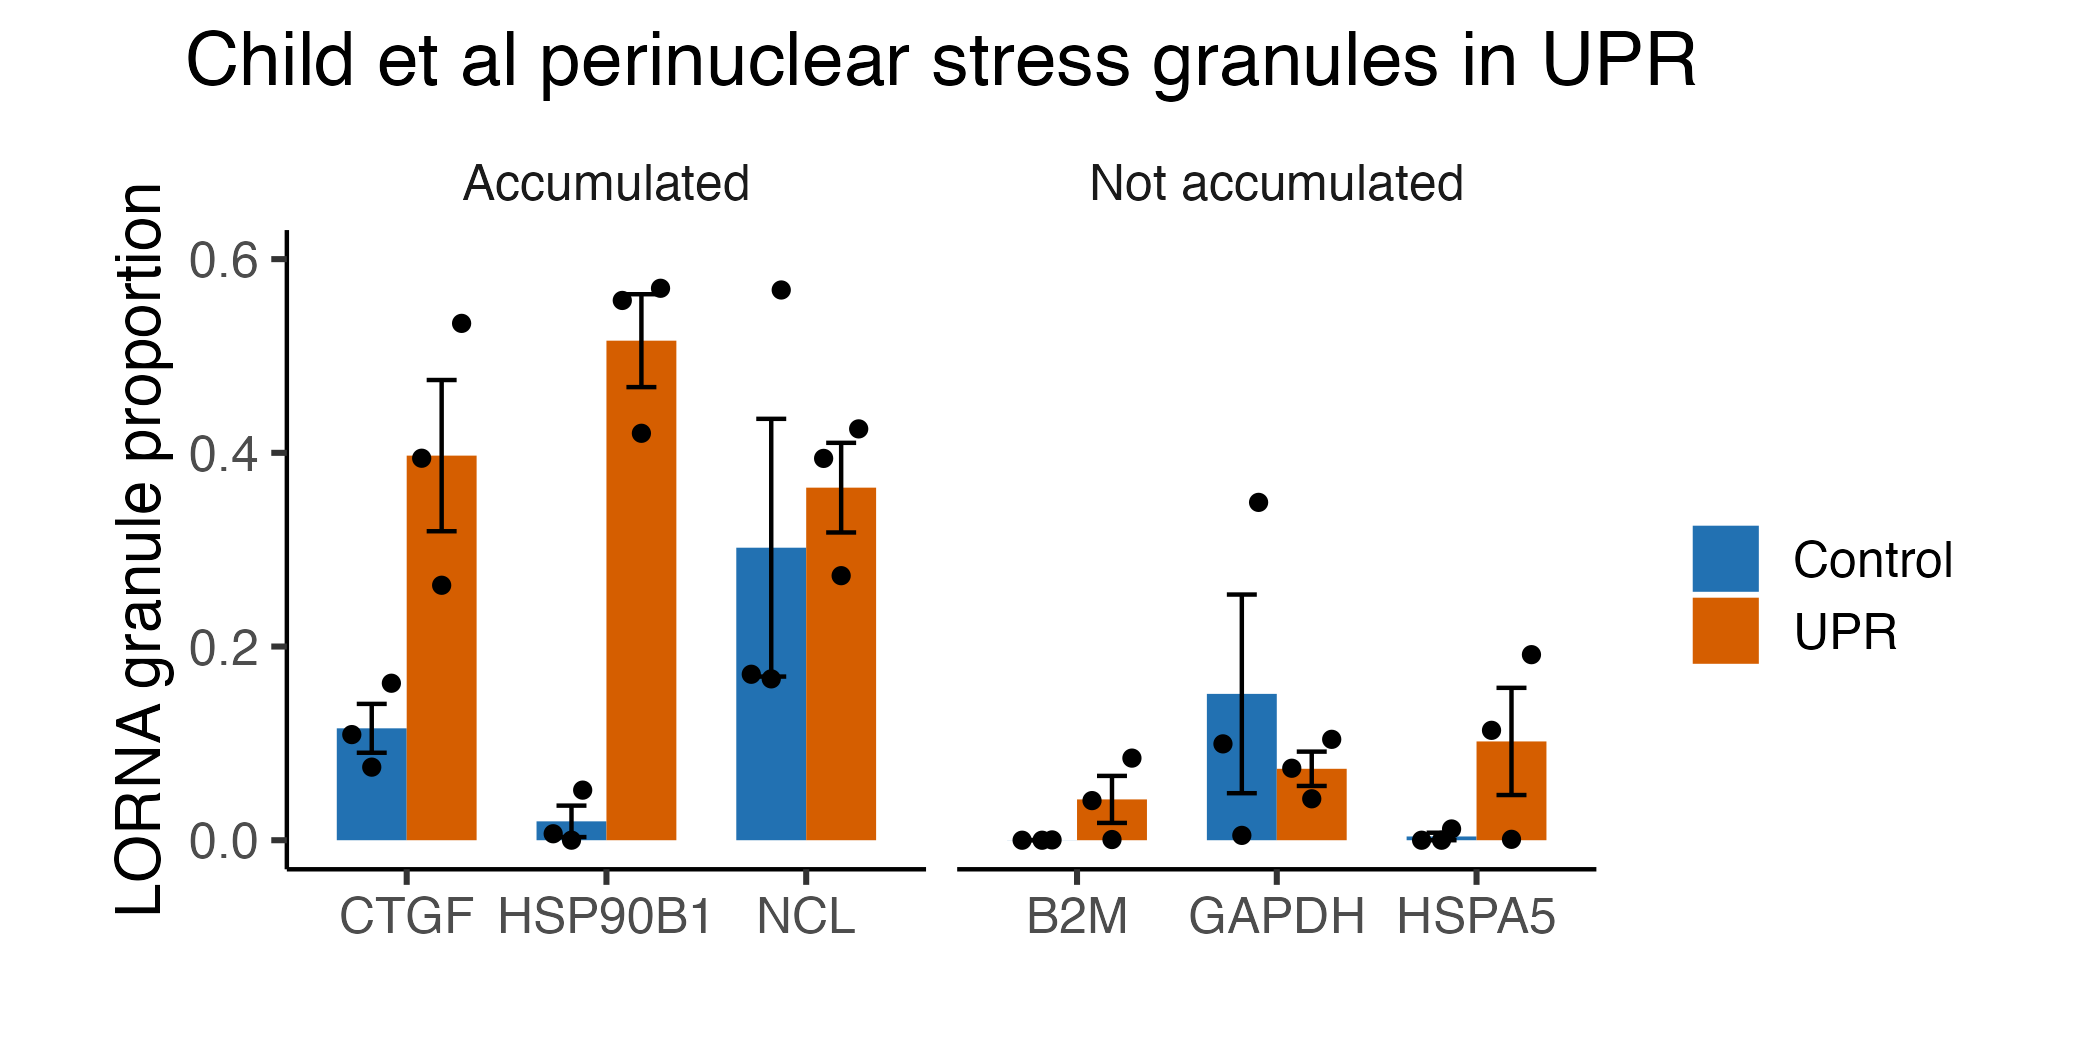 Child et al perinuclear stress granules in UPR
Accumulated
Not accumulated
LORNA granule proportion
0.6
0.4
0.2
0.0
CTGF
HSP90B1
NCL
B2M
GAPDH
HSPA5
Control
UPR